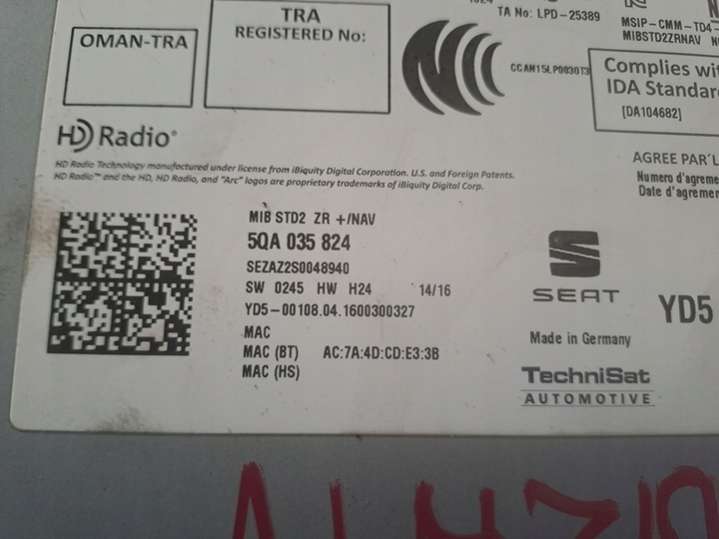 TA No: LPD-25389
MSIP-CMM-TD4-
MIBSTD2ZRNAV
OMAN-TRA
TRA
REGISTERED No:
CCAM15LP0030T3
Complies wi
IDA Standar
[DA104682]
HD Radio®
HD Radio Technology manufactured under license from iBiquity Digital Corporation. U.S. and Foreign Patents.
HD Radio™ and the HD, HD Radio, and "Arc" logos are proprietary trademarks of iBiquity Digital Corp.
AGREE PAR L
Numero d'agreme
Date d'agremer
MIB STD2 ZR +/NAV
5QA 035 824
SEZAZ2S0048940
SW 0245 HW H24 14/16
YD5-00108.04.1600300327
MAC
MAC (BT) AC:7A:4D:CD:E3:3B
MAC (HS)
SEAT
YD5
Made in Germany
TechniSat
AUTOMOTIVE